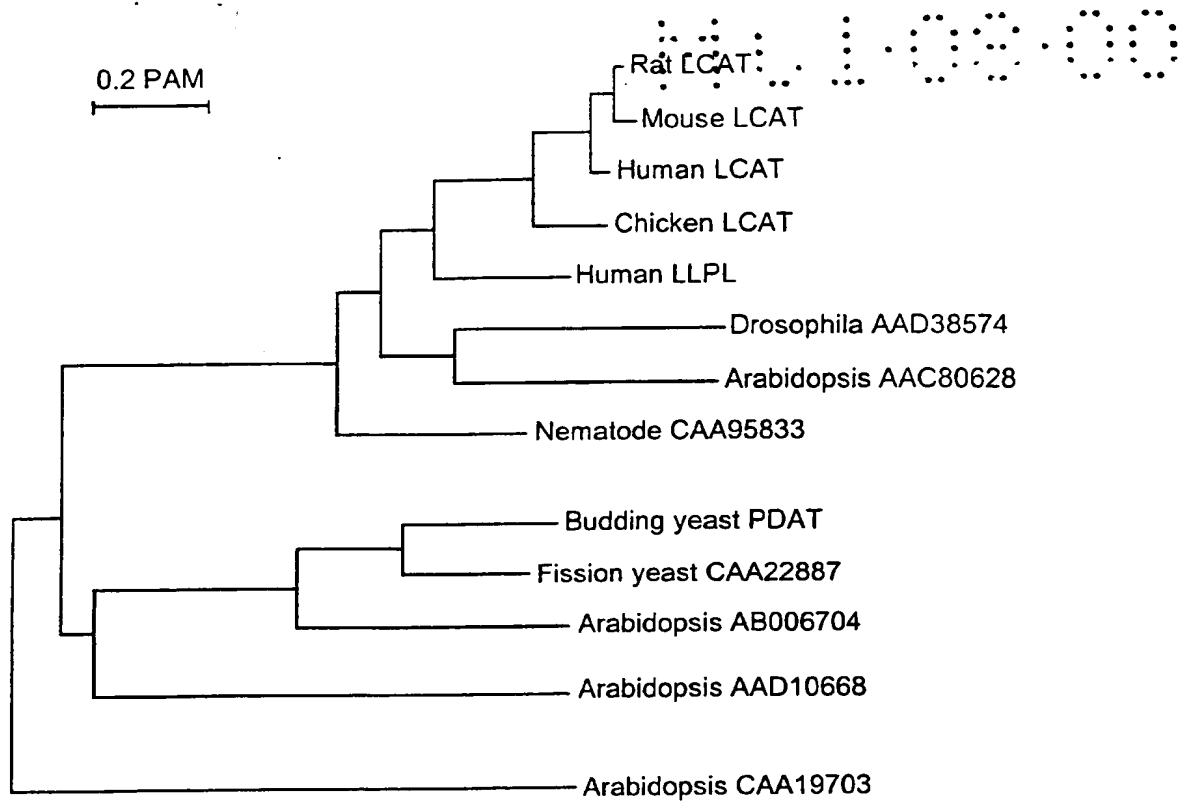 0.2 PAM
Rat LCAT
Mouse LCAT
Human LCAT
Chicken LCAT
Human LLPL
Drosophila AAD38574
Arabidopsis AAC80628
Nematode CAA95833
Budding yeast PDAT
Fission yeast CAA22887
Arabidopsis AB006704
Arabidopsis AAD10668
Arabidopsis CAA19703